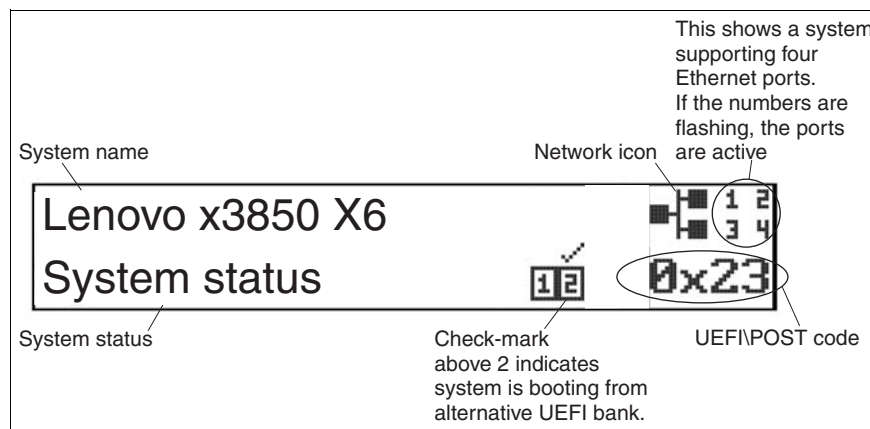 This shows a system
supporting four
Ethernet ports.
If the numbers are
flashing, the ports
are active
System name
Network icon
Lenovo x3850 X6
1 2
3 4
System status
1 2
0x23
System status
Check-mark
above 2 indicates
system is booting from
alternative UEFI bank.
UEFI\POST code